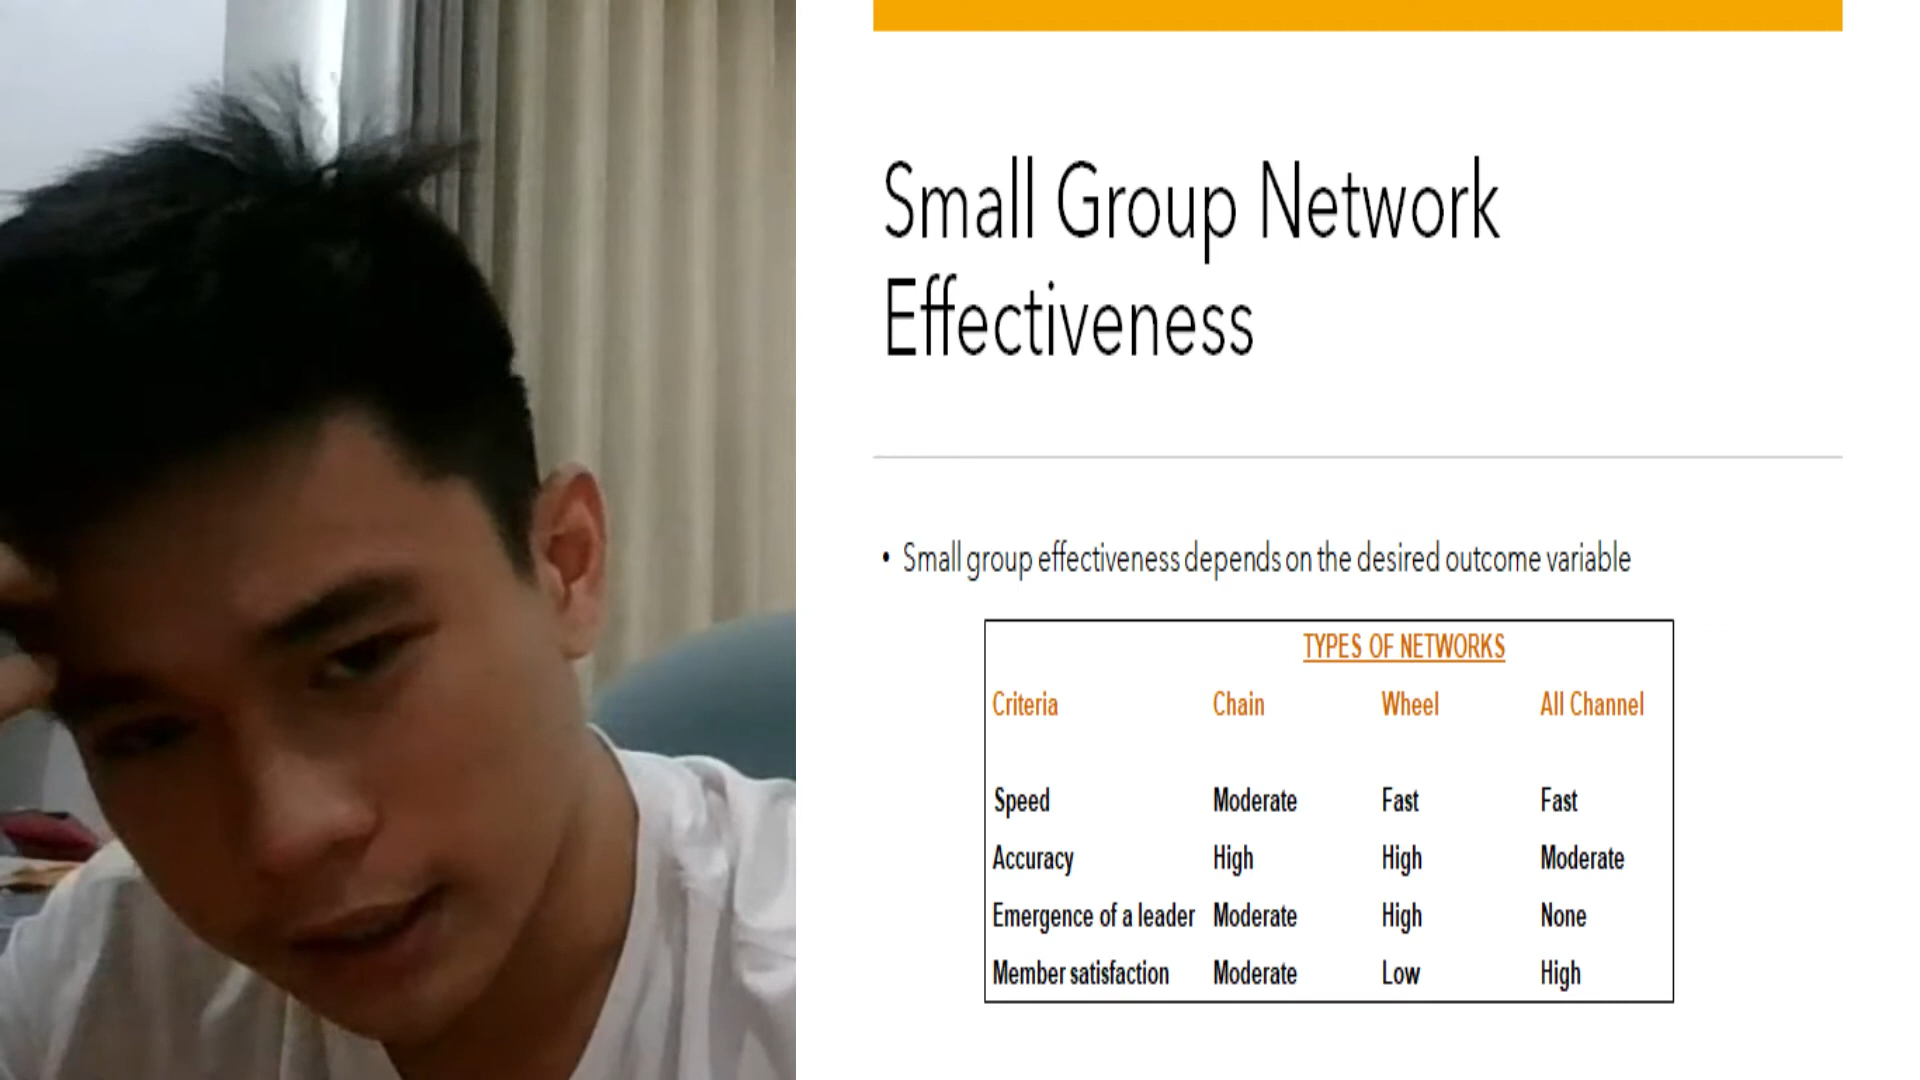 Small Group Network
Effectiveness
• Small group effectiveness depends on the desired outcome variable
TYPES OF NETWORKS
Criteria Chain Wheel All Channel
Speed Moderate Fast Fast
Accuracy High High Moderate
Emergence of a leader Moderate High None
Member satisfaction Moderate Low High